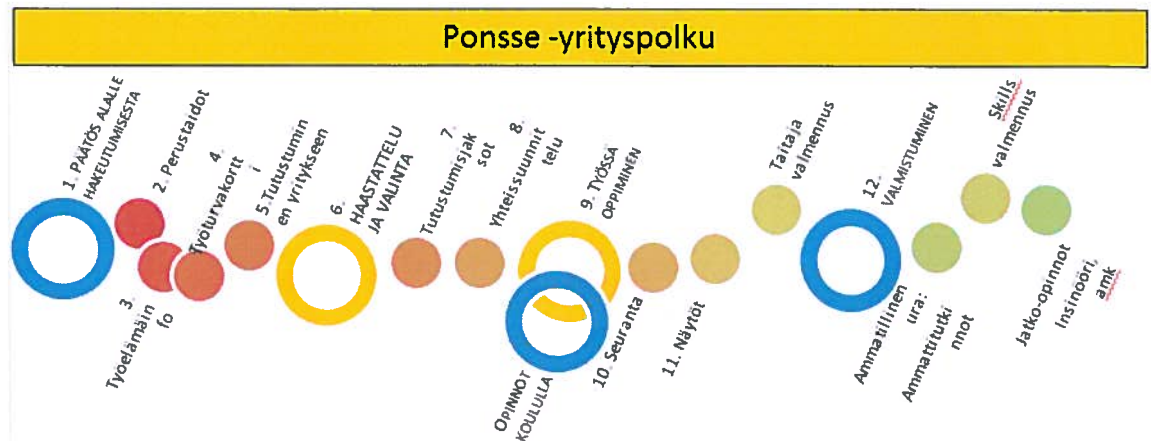 Ponsse -yrityspolku
1. PÄÄTÖS ALALLE
HAKEUTUMISESTA
2. Perustaidot
3.
Työelämäin
fo
4.
Työturvakortt
i
5.Tutustumin
en yritykseen
6.
HAASTATTELU
JA VALINTA
7.
Tutustumisjak
sot
8.
Yhteissuunnit
telu
9. TYÖSSÄ
OPPIMINEN
OPINNOT
KOULULLA
10. Seuranta
11. Näytöt
Taitaja
valmennus
12.
VALMISTUMINEN
Ammatillinen
ura:
Ammattitutki
nnot
Skills
valmennus
Jatko-opinnot
Insinööri,
amk